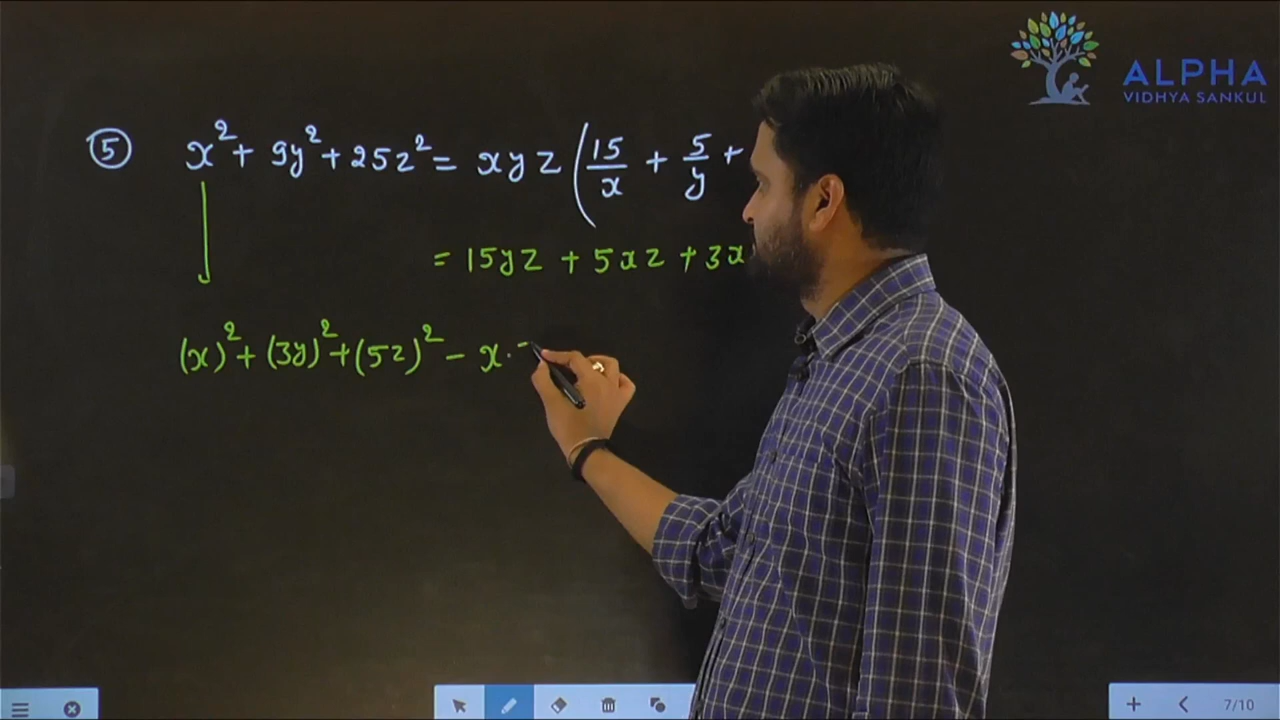 ALPHA
VIDHYA SANKUL
⑤ x² + 9y² + 25z² = xyz (15/x + 5/y +
= 15yz + 5xz + 3x
(x)² + (3y)² + (5z)² - x.
7/10